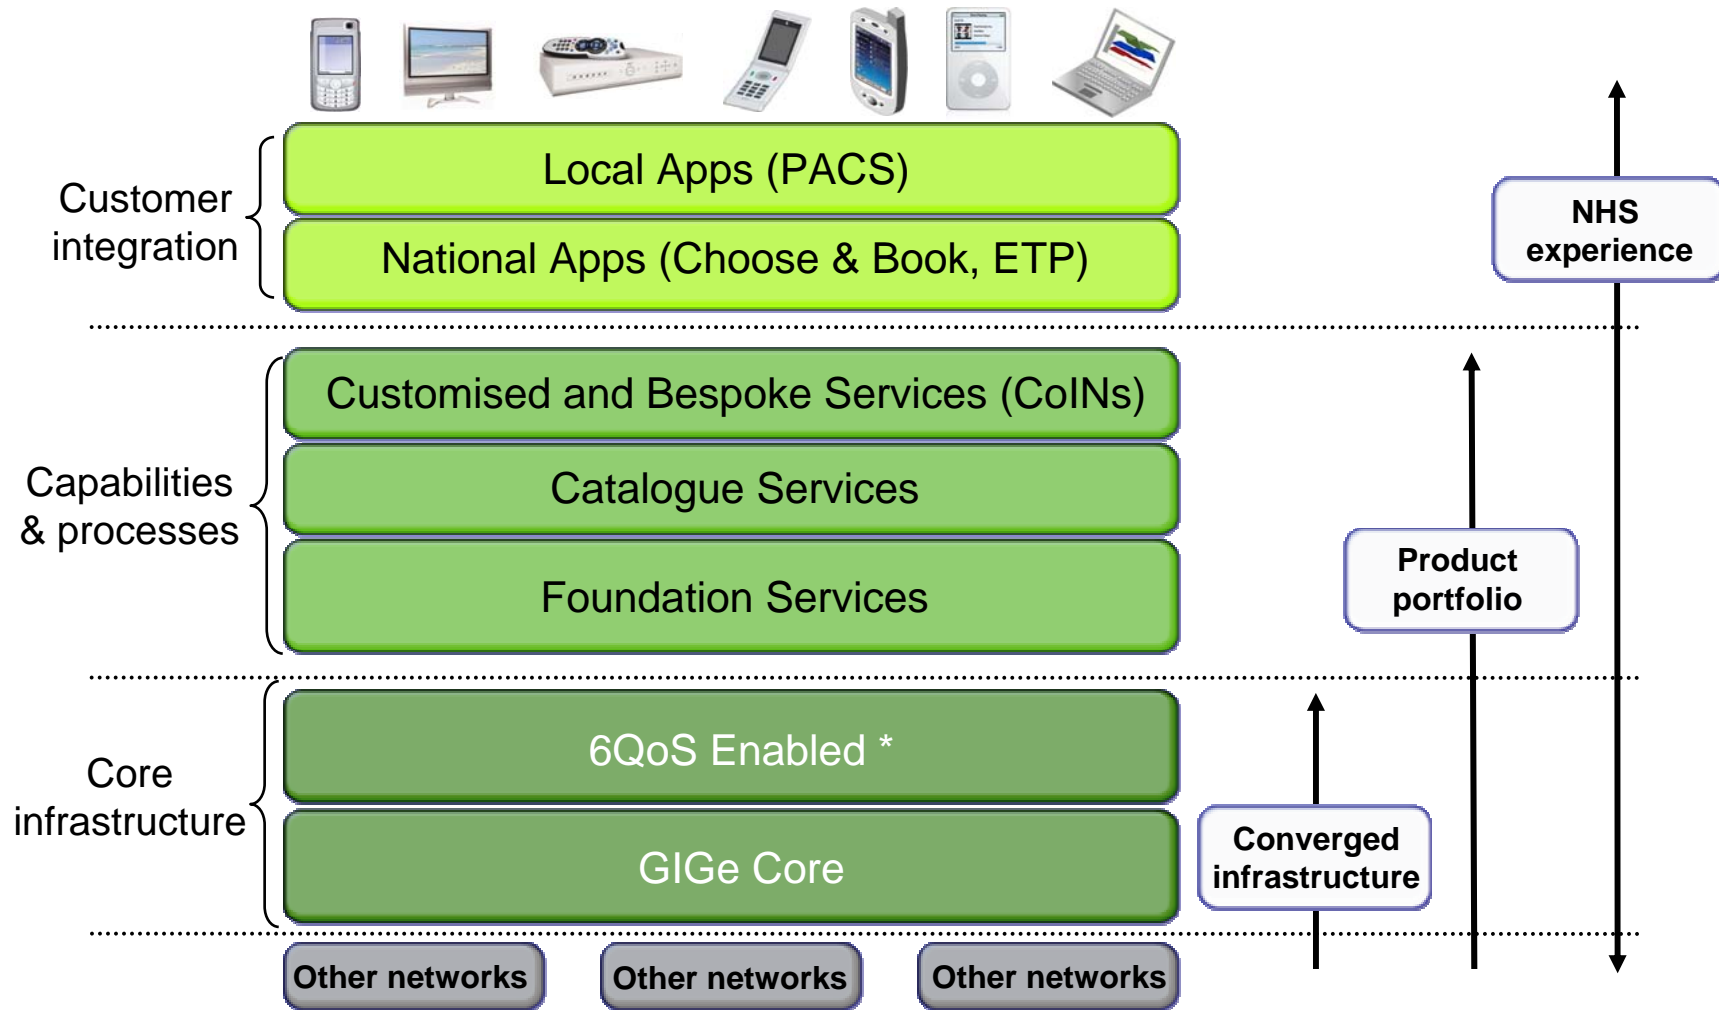 Local Apps (PACS)
Customer
integration
National Apps (Choose & Book, ETP)
NHS
experience
Customised and Bespoke Services (CoINs)
Capabilities
& processes
Catalogue Services
Foundation Services
Product
portfolio
6QoS Enabled *
Core
infrastructure
GIGe Core
Converged
infrastructure
Other networks
Other networks
Other networks